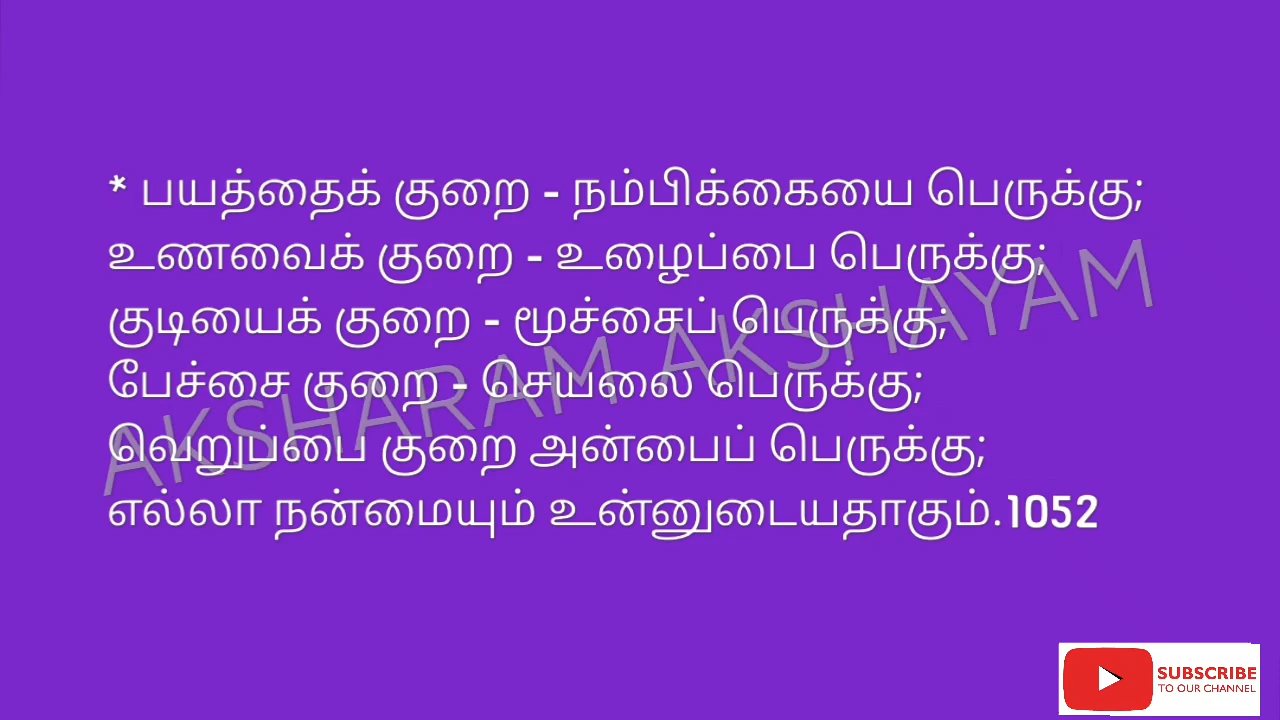 * பயத்தைக் குறை - நம்பிக்கையை பெருக்கு;
உணவைக் குறை - உழைப்பை பெருக்கு;
குடியைக் குறை - மூச்சைப் பெருக்கு;
பேச்சை குறை - செயலை பெருக்கு;
வெறுப்பை குறை அன்பைப் பெருக்கு;
எல்லா நன்மையும் உன்னுடையதாகும்.1052
AKSHARAM AKSHAYAM
SUBSCRIBE
TO OUR CHANNEL